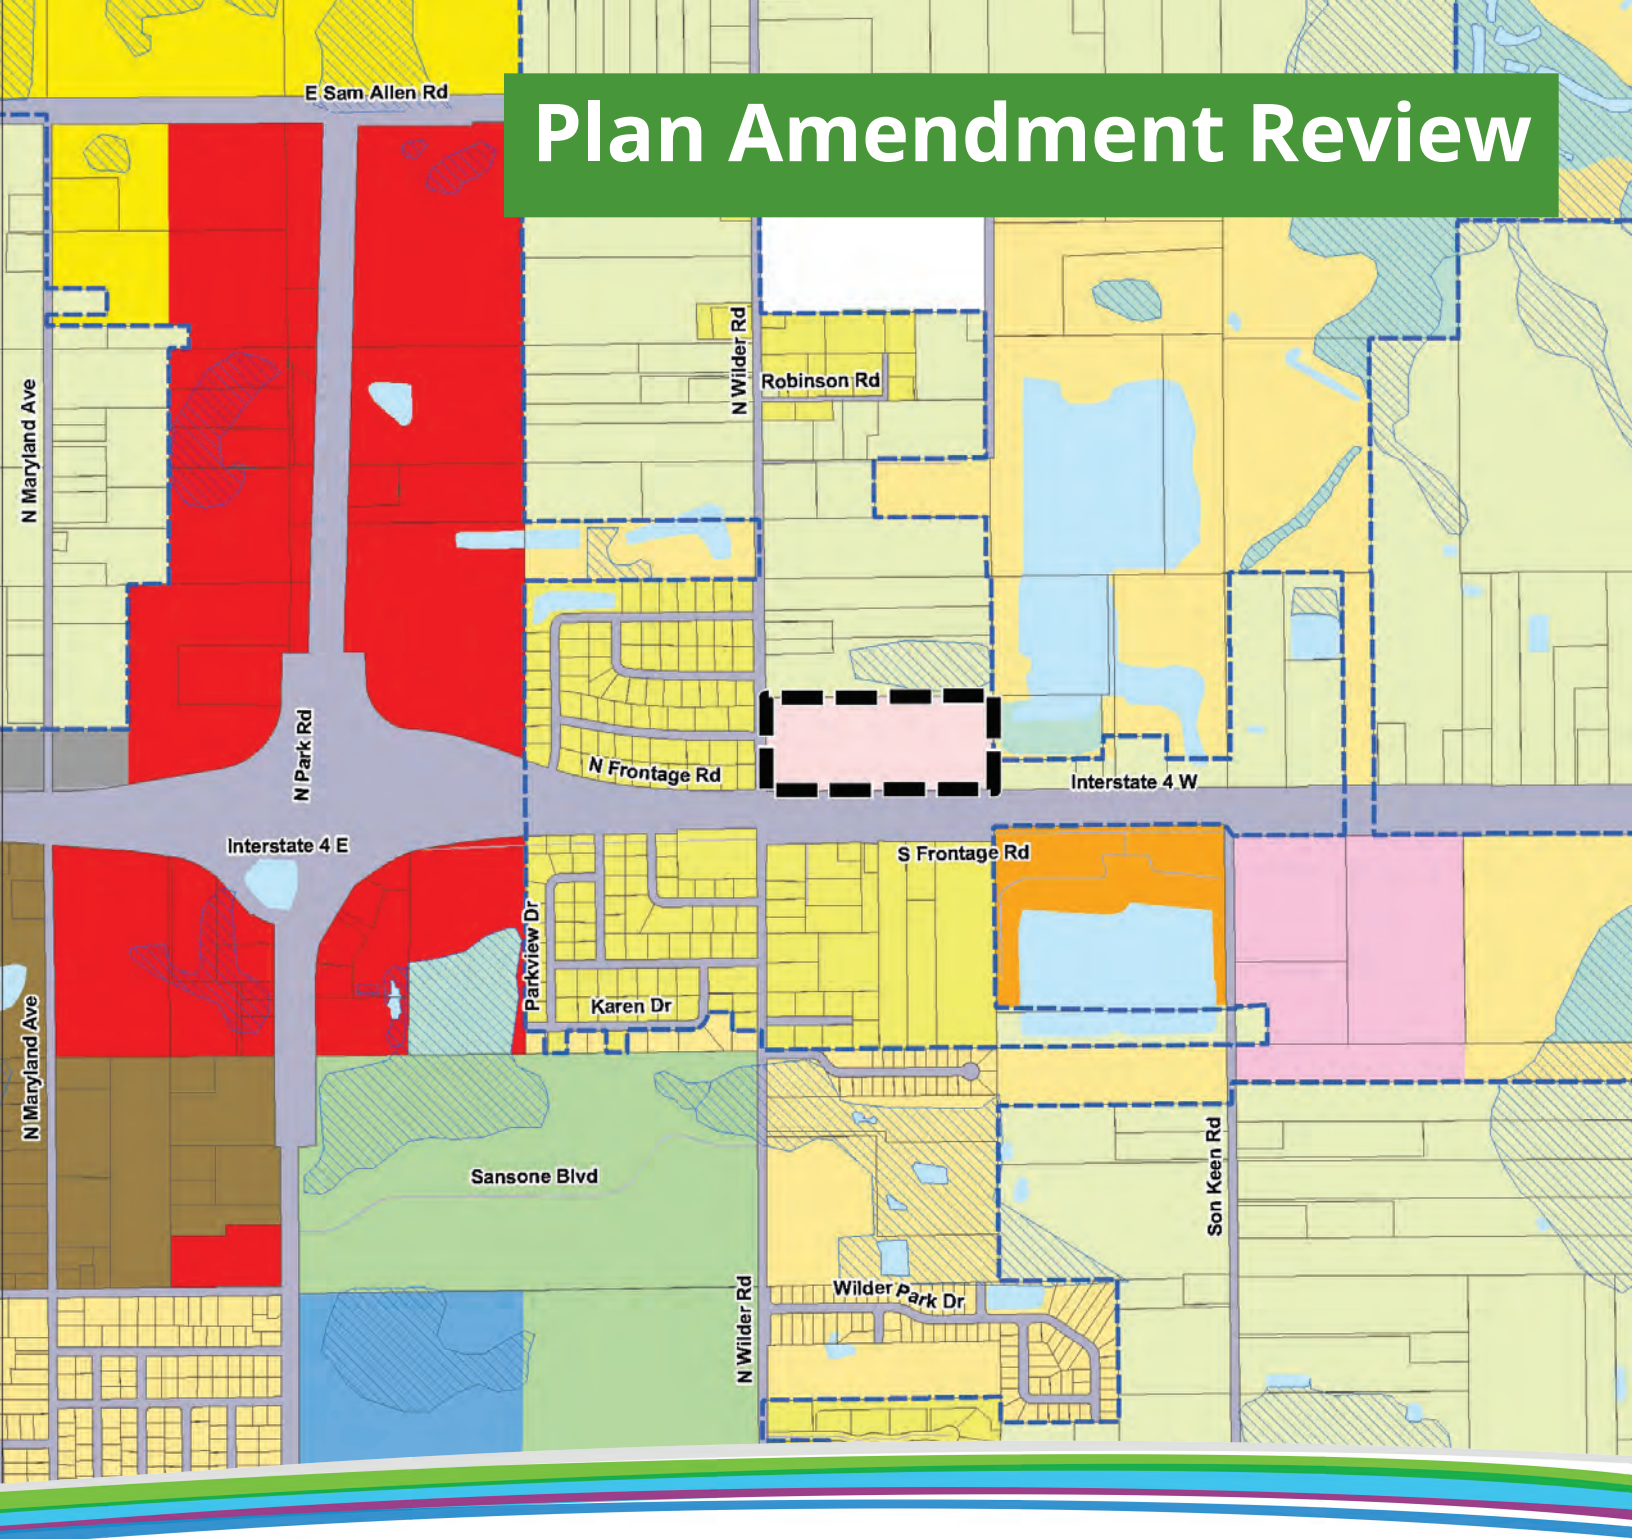 E Sam Allen Rd
Plan Amendment Review
N Maryland Ave
N Wilder Rd
Robinson Rd
N Park Rd
N Frontage Rd
Interstate 4 W
Interstate 4 E
S Frontage Rd
Parkview Dr
Karen Dr
N Maryland Ave
Sansone Blvd
Son Keen Rd
N Wilder Rd
Wilder Park Dr